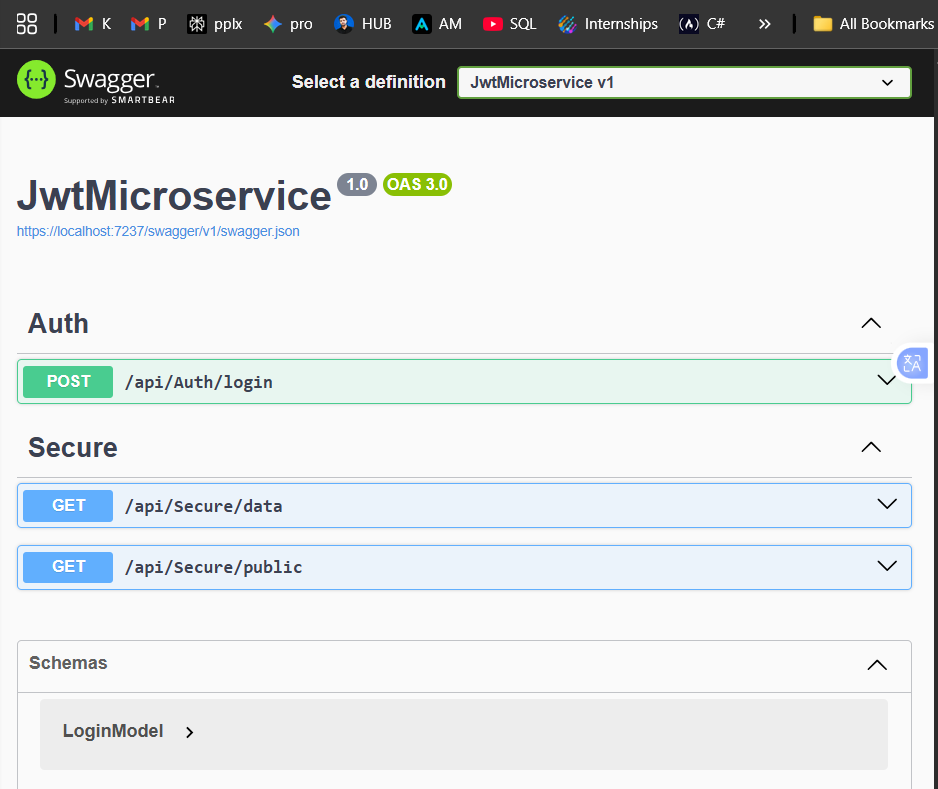 K P pplx pro HUB AM SQL Internships C# » All Bookmarks
Swagger
Supported by SMARTBEAR
Select a definition JwtMicroservice v1
JwtMicroservice 1.0 OAS 3.0
https://localhost:7237/swagger/v1/swagger.json
Auth
POST /api/Auth/login
Secure
GET /api/Secure/data
GET /api/Secure/public
Schemas
LoginModel